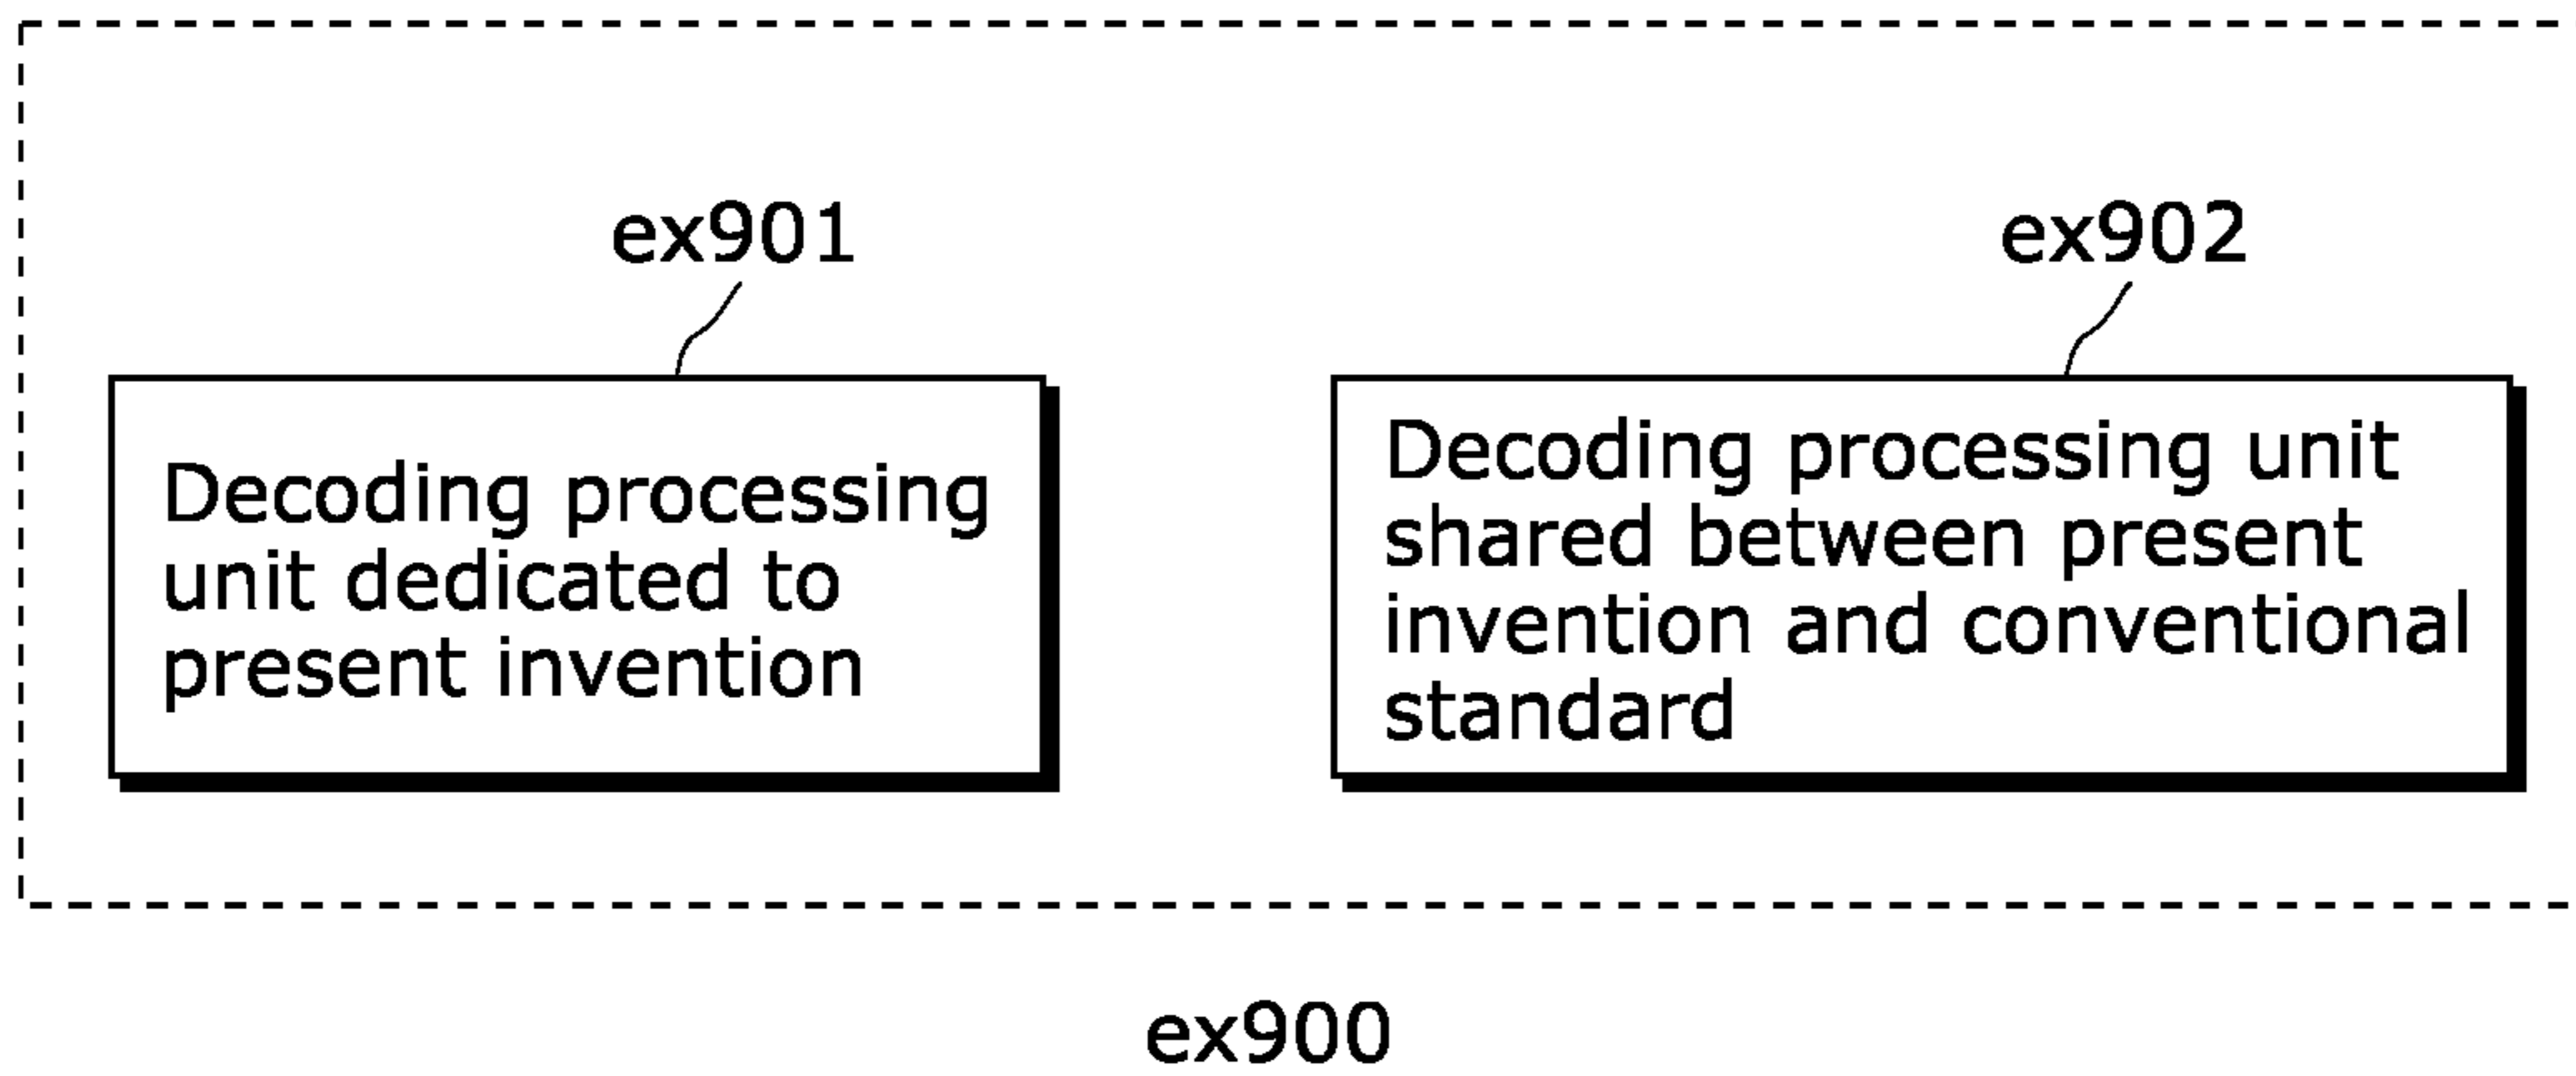 ex901
Decoding processing
unit dedicated to
present invention
ex902
Decoding processing unit
shared between present
invention and conventional
standard
ex900